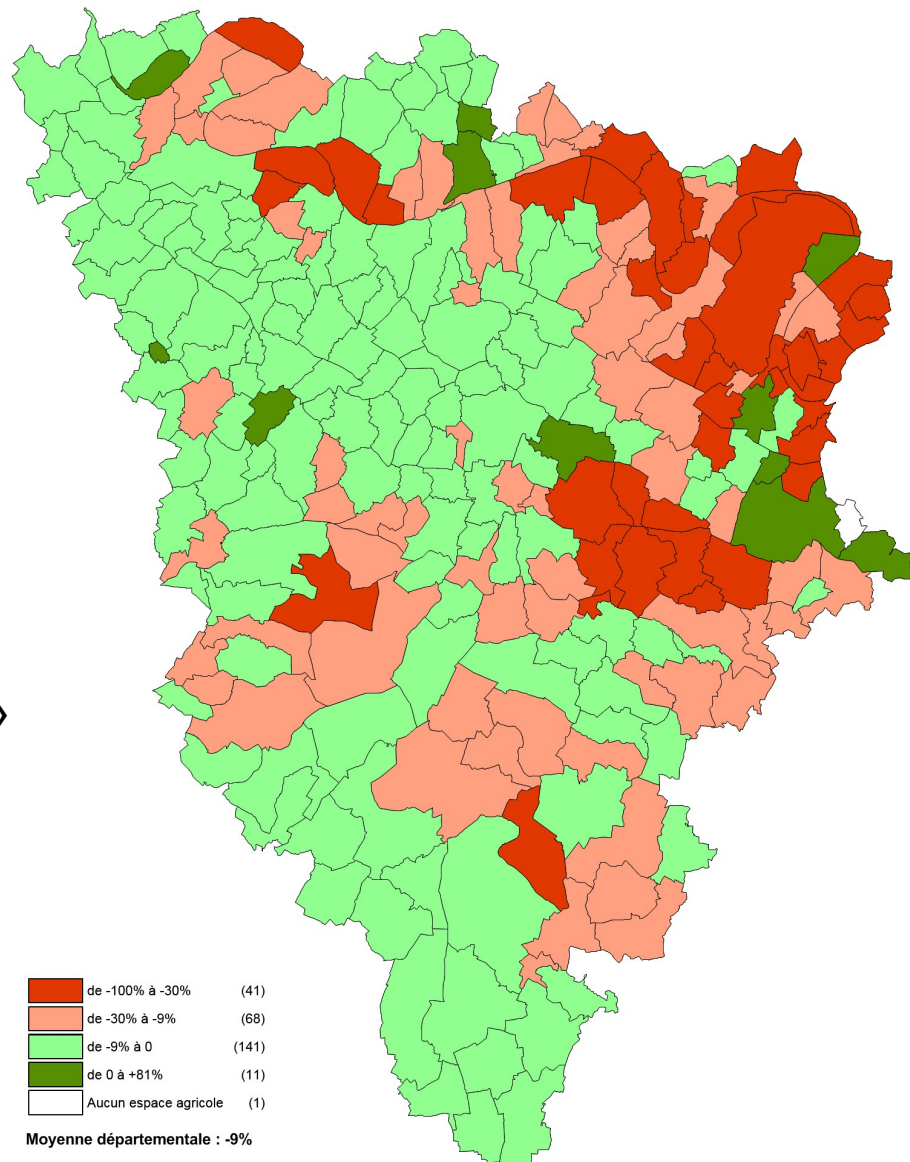 de -100% à -30% (41)
de -30% à -9% (68)
de -9% à 0 (141)
de 0 à +81% (11)
Aucun espace agricole (1)
Moyenne départementale : -9%